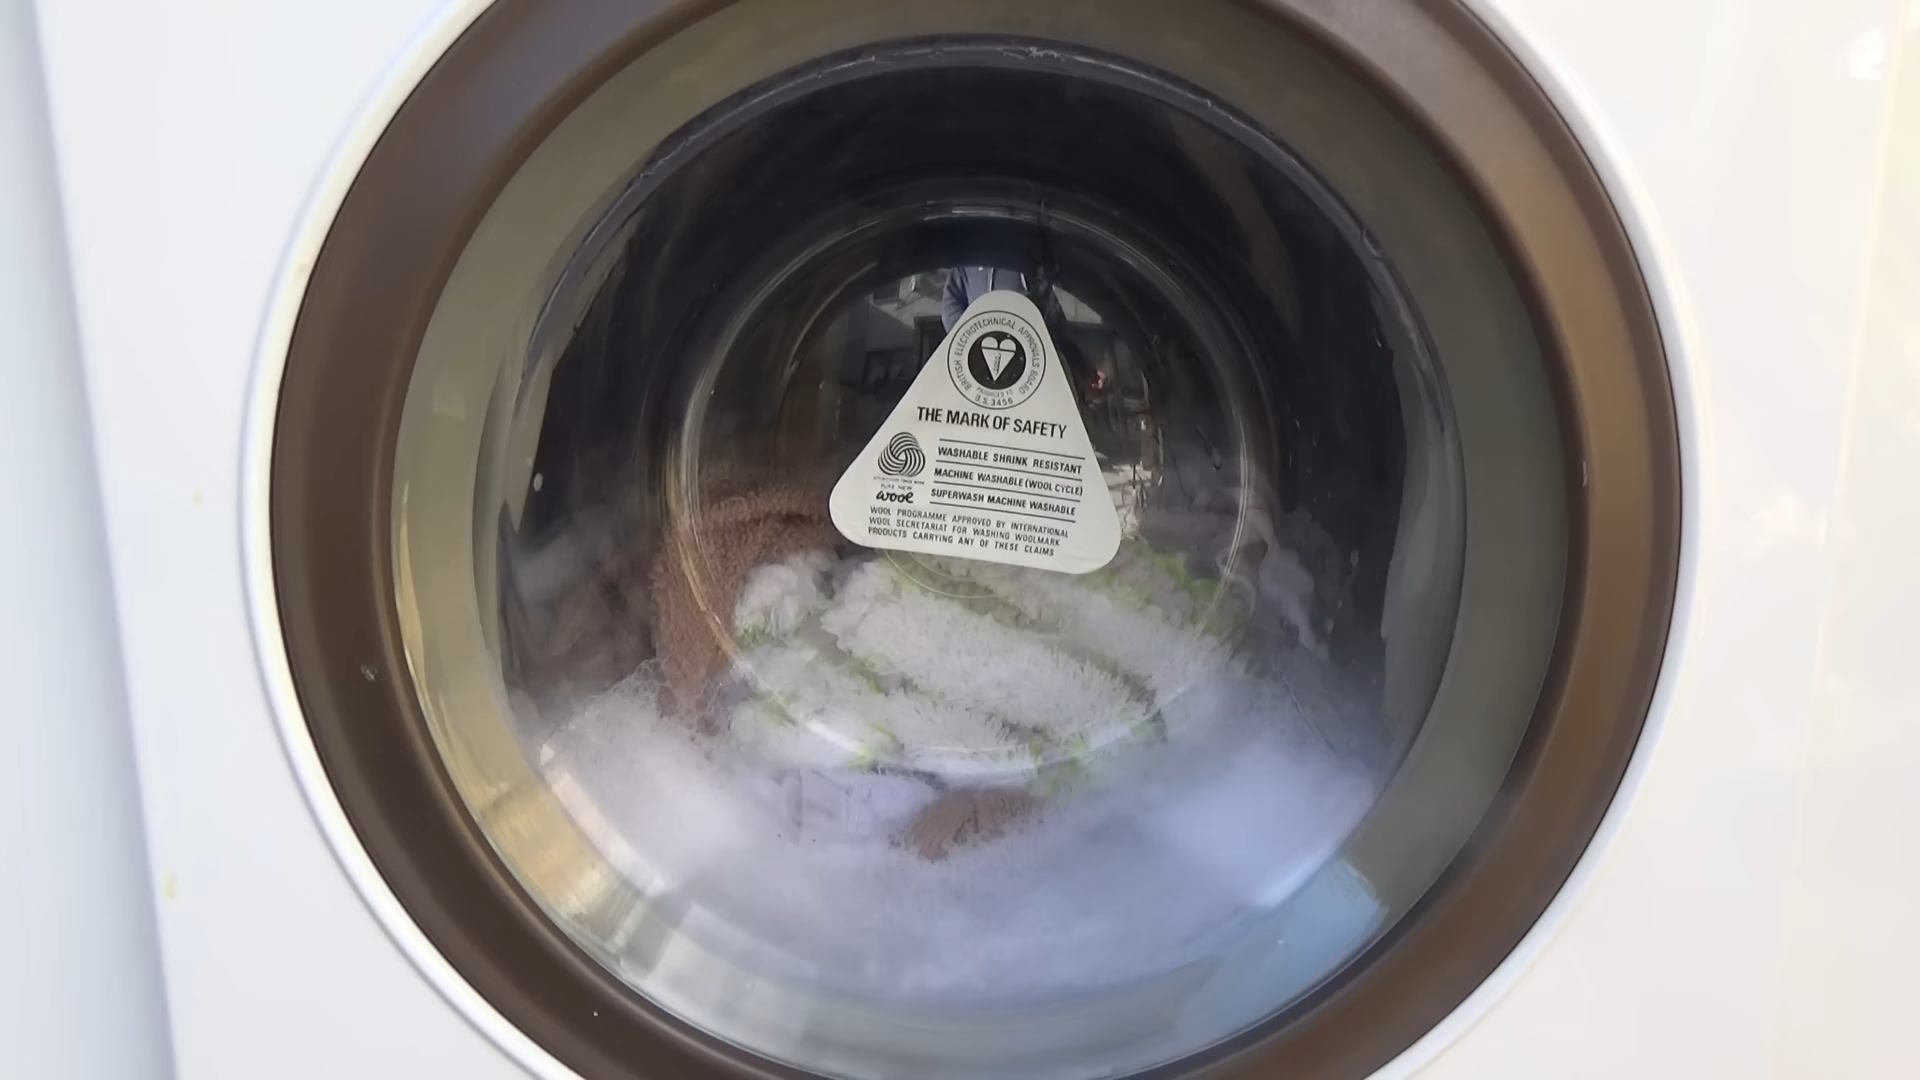 BRITISH ELECTROTECHNICAL APPROVALS BOARD
PRODUCED TO
B.S. 3456
THE MARK OF SAFETY
WASHABLE SHRINK RESISTANT
MACHINE WASHABLE (WOOL CYCLE)
SUPERWASH MACHINE WASHABLE
PURE NEW
wool
WOOL PROGRAMME APPROVED BY INTERNATIONAL
WOOL SECRETARIAT FOR WASHING WOOLMARK
PRODUCTS CARRYING ANY OF THESE CLAIMS